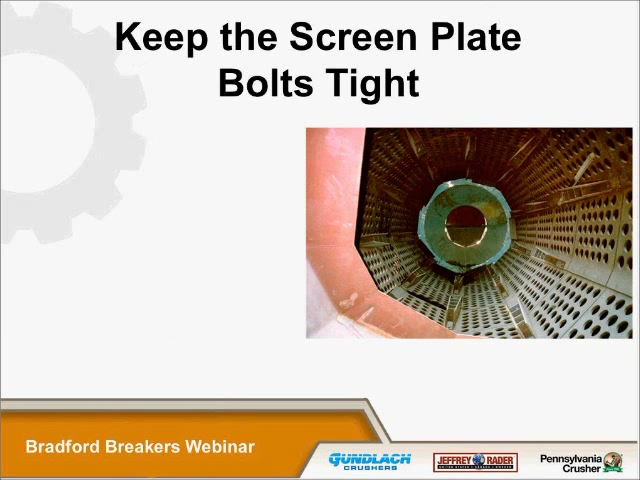 Keep the Screen Plate
Bolts Tight
Bradford Breakers Webinar
GUNDLACH
CRUSHERS
JEFFREY RADER
Pennsylvania
Crusher